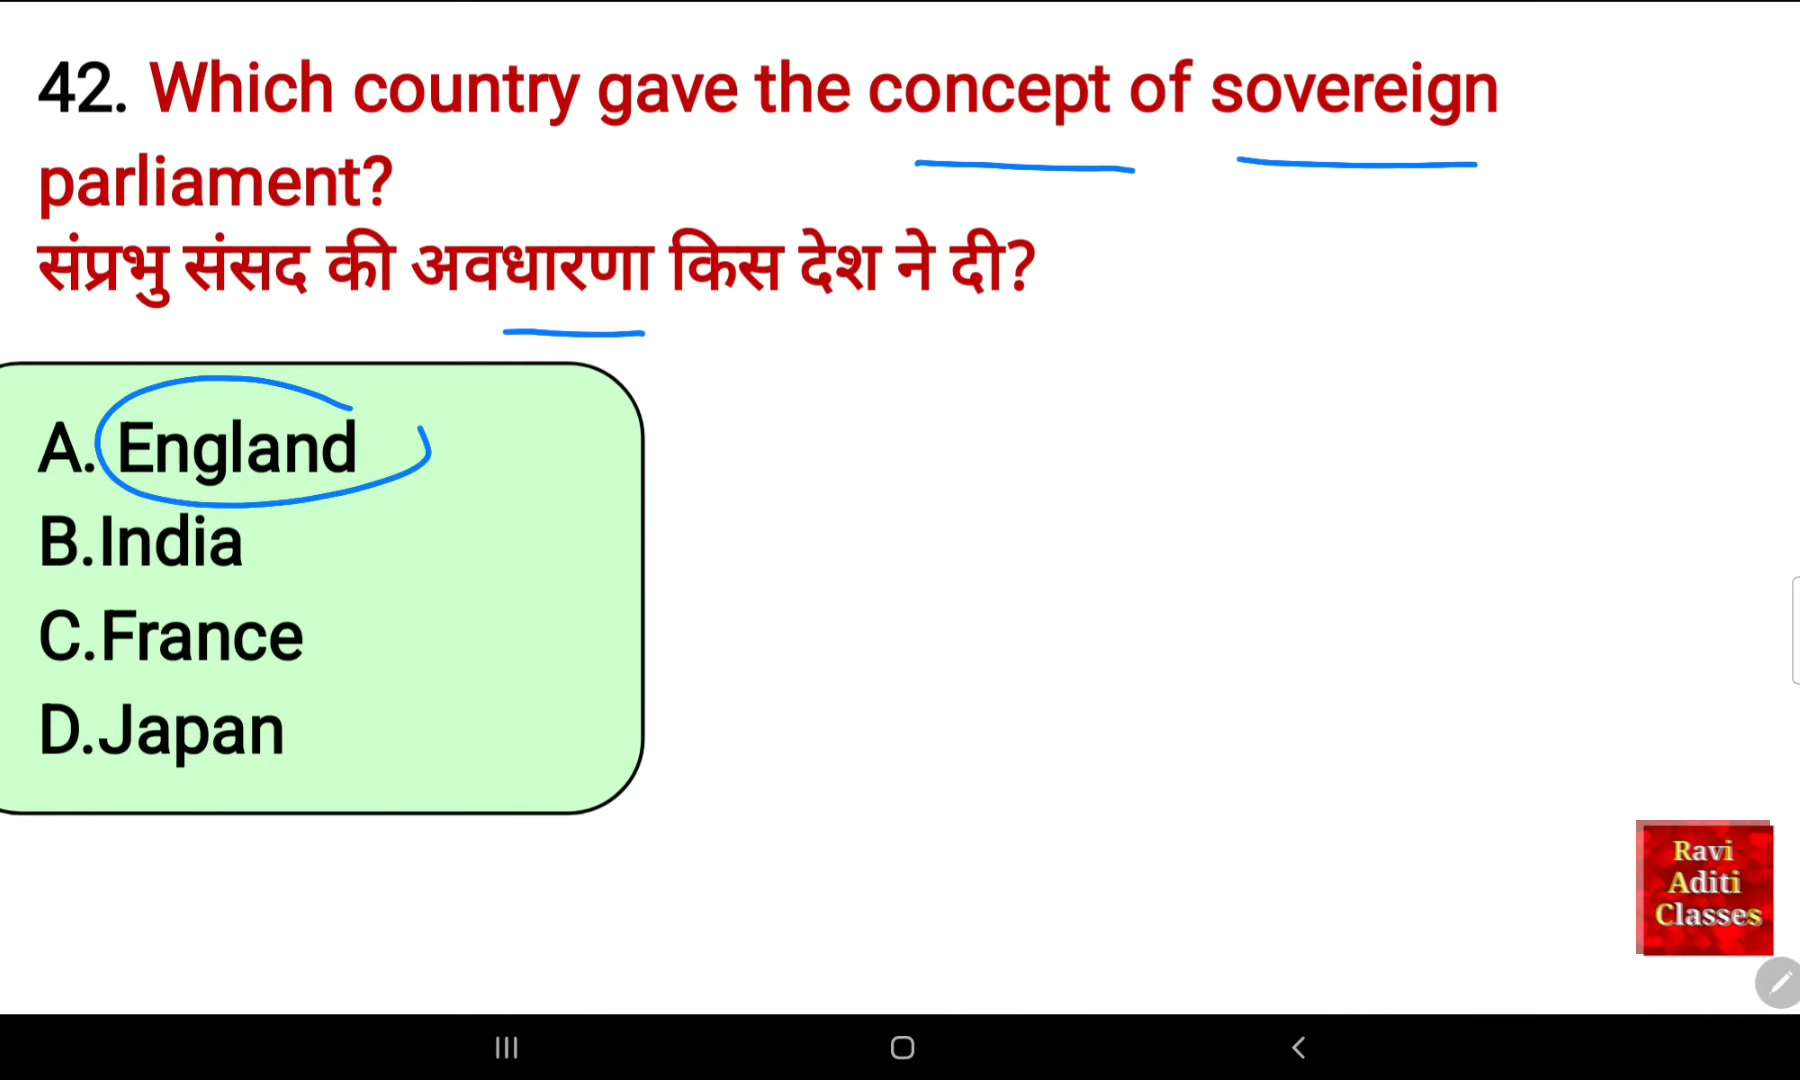 42. Which country gave the concept of sovereign
parliament?
संप्रभु संसद की अवधारणा किस देश ने दी?
A. England
B.India
C.France
D.Japan
Ravi
Aditi
Classes